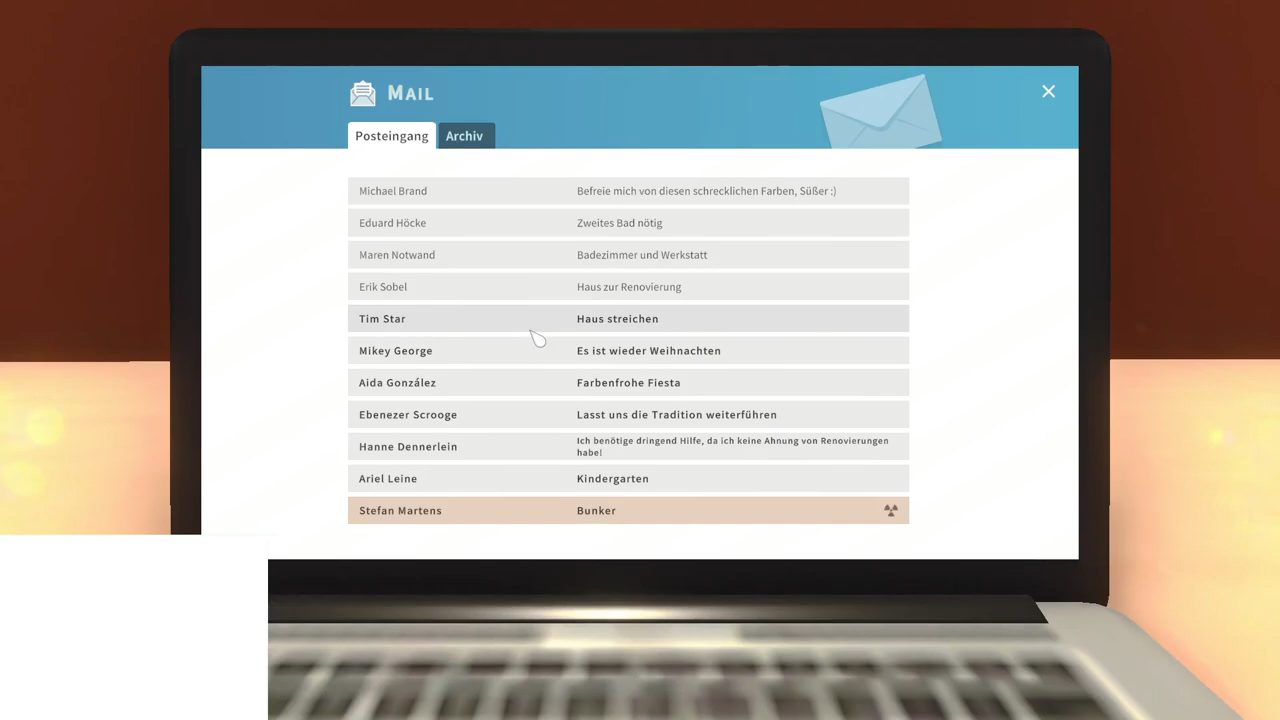 MAIL
Posteingang Archiv
Michael Brand Befreie mich von diesen schrecklichen Farben, Süßer :)
Eduard Höcke Zweites Bad nötig
Maren Notwand Badezimmer und Werkstatt
Erik Sobel Haus zur Renovierung
Tim Star Haus streichen
Mikey George Es ist wieder Weihnachten
Aida González Farbenfrohe Fiesta
Ebenezer Scrooge Lasst uns die Tradition weiterführen
Hanne Dennerlein Ich benötige dringend Hilfe, da ich keine Ahnung von Renovierungen
habe!
Ariel Leine Kindergarten
Stefan Martens Bunker